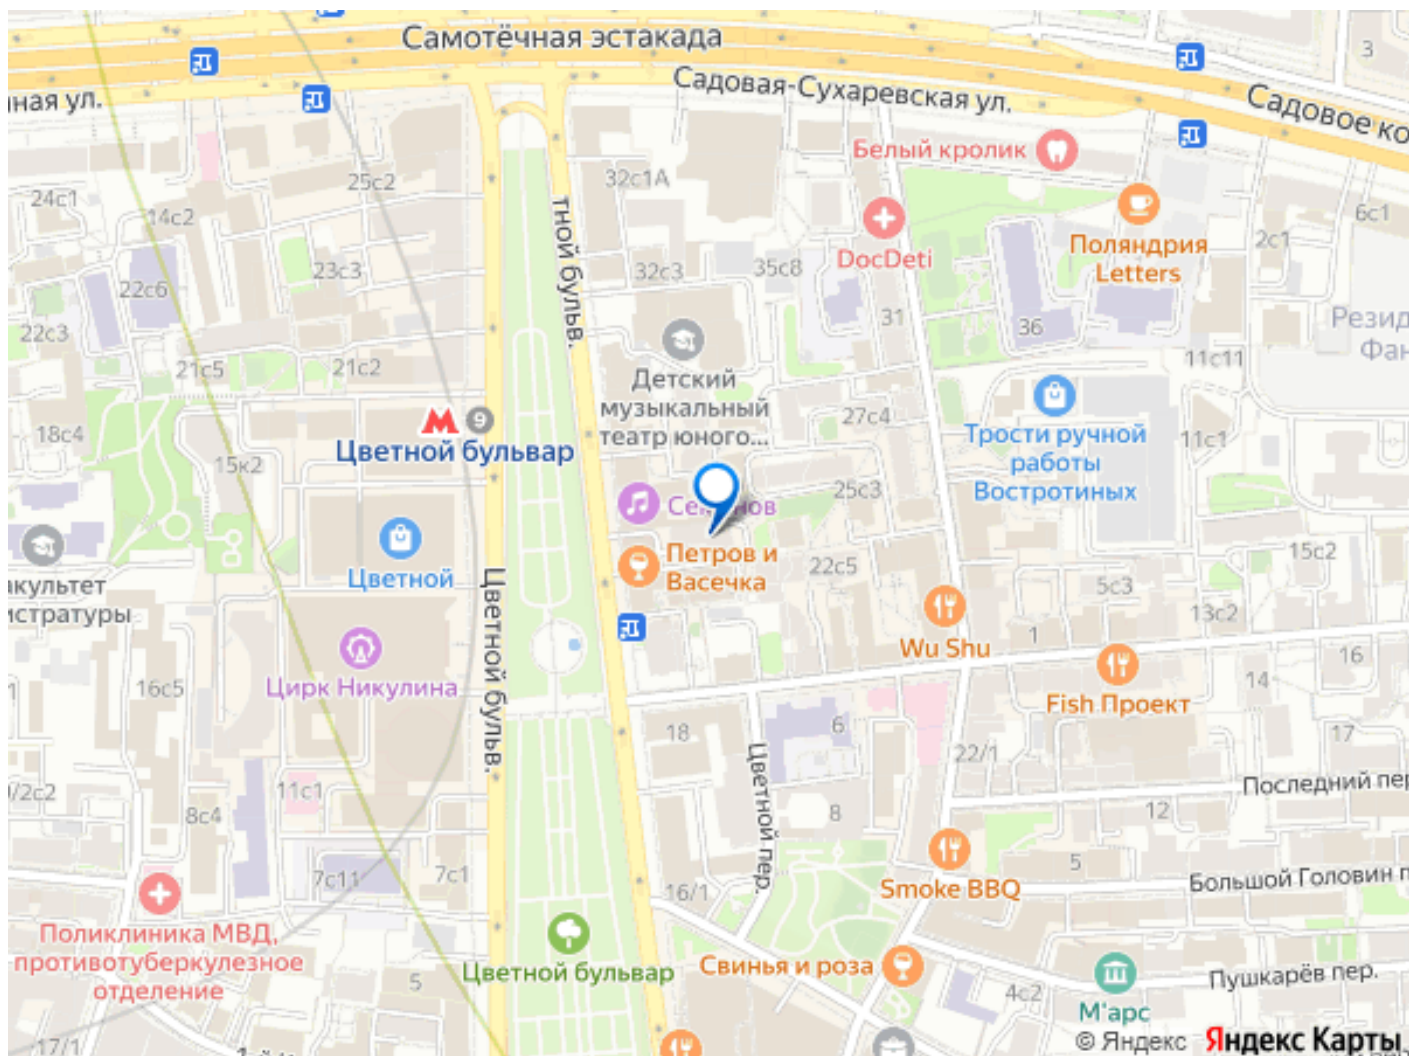 Самотёчная эстакада
Садовая-Сухаревская ул.
ная ул.
Садовое ко
3
Белый кролик
25с2
32с1А
24с1
14с2
6с1
тной бульв.
DocDeti
Поляндрия
Letters
2с1
23с3
32с3
35с8
22с6
31
36
Резид
Фан
22с3
21с5
21с2
11с11
Детский
музыкальный
театр юного...
27с4
18с4
9
Цветной бульвар
15к2
Трости ручной
работы
Востротиных
11с1
25с3
Петров и
Васечка
22с5
15с2
Цветной
акультет
истратуры
Цветной бульв.
5с3
13с2
1
Wu Shu
16
Цирк Никулина
16с5
14
Fish Проект
18
6
17
22/1
Цветной пер.
Последний пер
/2с2
11с1
8с4
8
12
7с11
7с1
5
16/1
Smoke BBQ
Большой Головин п
Поликлиника МВД,
противотуберкулезное
отделение
Цветной бульвар
Свинья и роза
Пушкарёв пер.
5
4с2
М'арс
17/1
© Яндекс Яндекс Карты